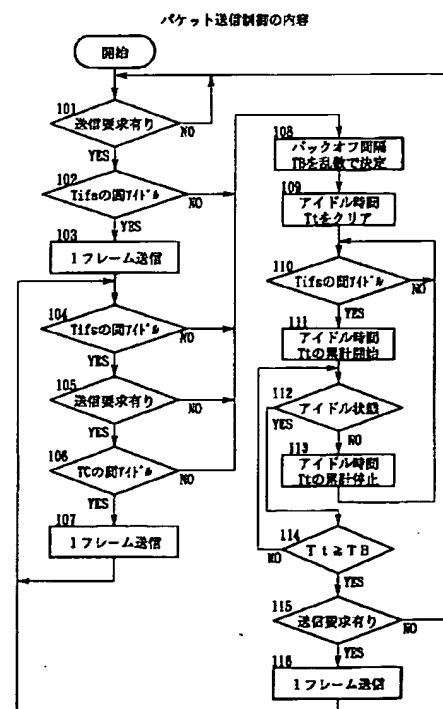 パケット送信制御の内容
開始
101
送信要求有り
NO
YES
102
Tifsの間アイドル
NO
YES
103
1フレーム送信
104
Tifsの間アイドル
NO
YES
105
送信要求有り
NO
YES
106
TCの間アイドル
NO
YES
107
1フレーム送信
108
バックオフ間隔
TBを乱数で決定
109
アイドル時間
Ttをクリア
110
Tifsの間アイドル
NO
YES
111
アイドル時間
Ttの累計開始
112
アイドル状態
YES
NO
113
アイドル時間
Ttの累計停止
114
Tt≧TB
NO
YES
115
送信要求有り
NO
YES
116
1フレーム送信